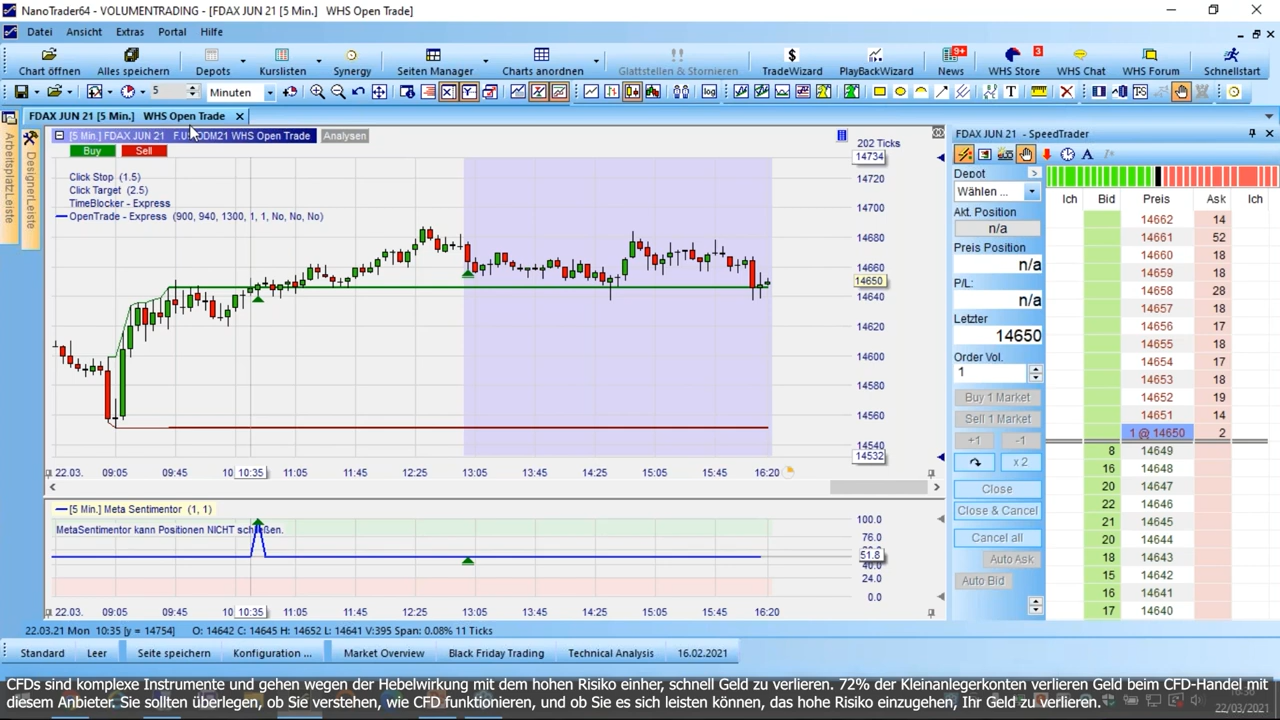 NanoTrader64 - VOLUMENTRADING - [FDAX JUN 21 [5 Min.] WHS Open Trade]
Datei Ansicht Extras Portal Hilfe
Chart öffnen Alles speichern Depots Kurslisten Synergy Seiten Manager Charts anordnen Glattstellen & Stornieren TradeWizard PlayBackWizard News 9+ WHS Store 3 WHS Chat WHS Forum Schnellstart
5 Minuten
FDAX JUN 21 [5 Min.] WHS Open Trade
ArbeitsplatzLeiste
DesignerLeiste
[5 Min.] FDAX JUN 21 WHS Open Trade Analysen
Buy Sell
Click Stop (1.5)
Click Target (2.5)
TimeBlocker - Express
OpenTrade - Express (900, 940, 1300, 1, 1, No, No, No)
202 Ticks
14734
14720
14700
14680
14660
14650
14640
14620
14600
14580
14560
14540
14532
22.03. 09:05 09:45 10:35 11:05 11:45 12:25 13:05 13:45 14:25 15:05 15:45 16:20
[5 Min.] Meta Sentimentor (1, 1)
MetaSentimentor kann Positionen NICHT schließen.
100.0
76.0
51.8
40.0
24.0
0.0
22.03. 09:05 09:45 10:35 11:05 11:45 12:25 13:05 13:45 14:25 15:05 15:45 16:20
22.03.21 Mon 10:35 [y = 14754] O: 14642 C: 14645 H: 14652 L: 14641 V:395 Span: 0.08% 11 Ticks
FDAX JUN 21 - SpeedTrader
Depot
Wählen ...
Akt. Position
n/a
Preis Position
n/a
P/L:
n/a
Letzter
14650
Order Vol.
1
Buy 1 Market
Sell 1 Market
+1 -1
x 2
Close
Close & Cancel
Cancel all
Auto Ask
Auto Bid
Ich Bid Preis Ask Ich
14662 14
14661 52
14660 18
14659 18
14658 28
14657 17
14656 17
14655 18
14654 17
14653 18
14652 19
14651 14
1 @ 14650 2
8 14649
16 14648
20 14647
22 14646
21 14645
20 14644
18 14643
15 14642
16 14641
17 14640
Standard Leer Seite speichern Konfiguration ... Market Overview Black Friday Trading Technical Analysis 16.02.2021
CFDs sind komplexe Instrumente und gehen wegen der Hebelwirkung mit dem hohen Risiko einher, schnell Geld zu verlieren. 72% der Kleinanlegerkonten verlieren Geld beim CFD-Handel mit
diesem Anbieter. Sie sollten überlegen, ob Sie verstehen, wie CFD funktionieren, und ob Sie es sich leisten können, das hohe Risiko einzugehen, Ihr Geld zu verlieren.
22/03/2021